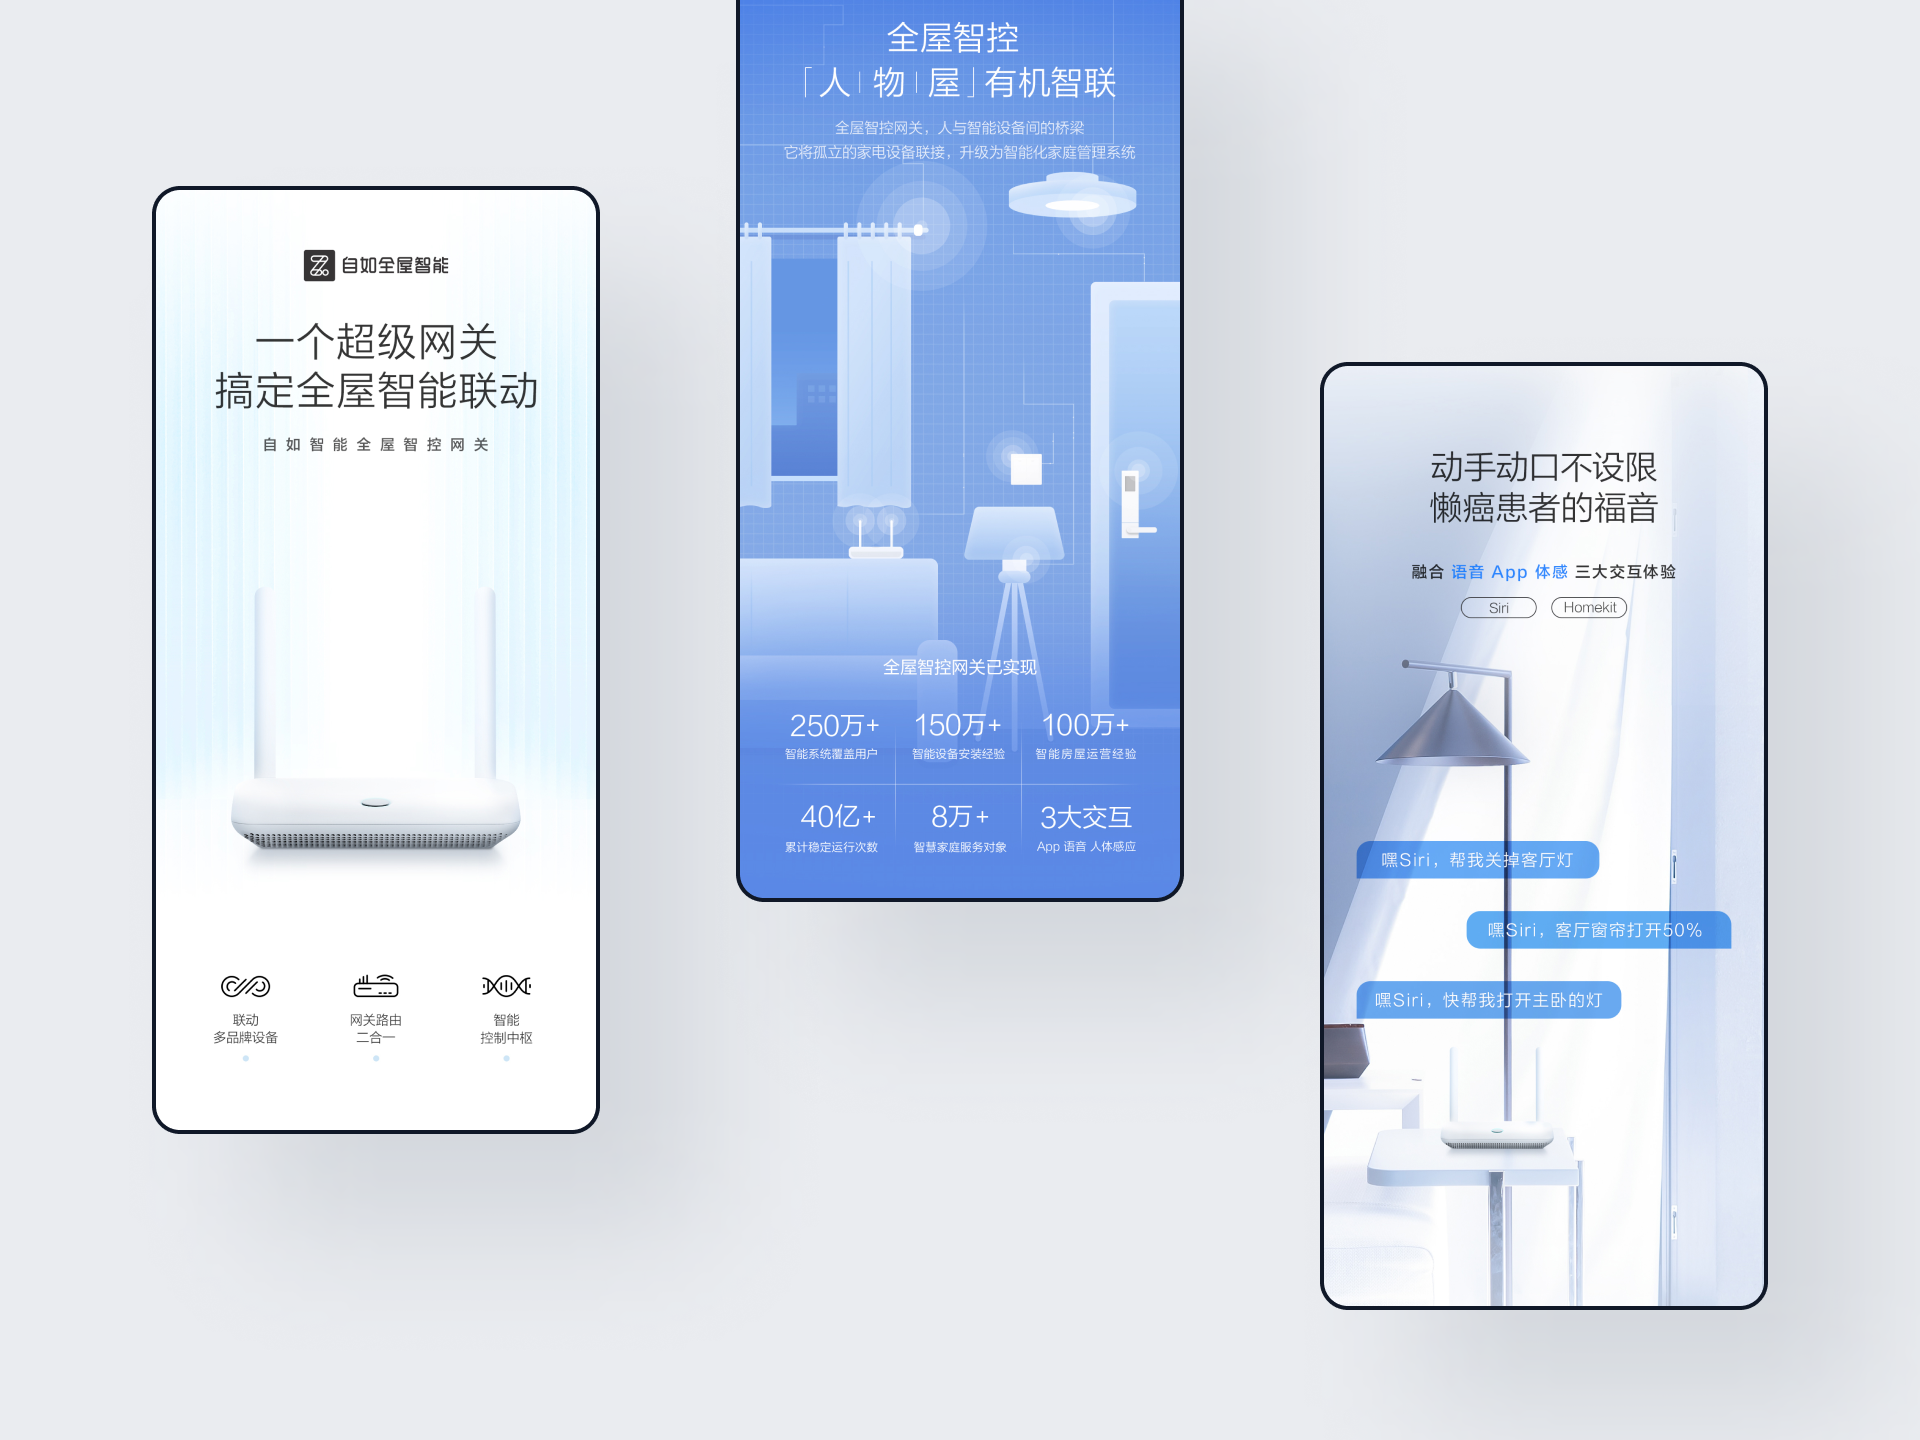 自如全屋智能
一个超级网关
搞定全屋智能联动
自如智能全屋智控网关
联动
多品牌设备
网关路由
二合一
智能
控制中枢
全屋智控
「人|物|屋」有机智联
全屋智控网关，人与智能设备间的桥梁
它将孤立的家电设备联接，升级为智能化家庭管理系统
全屋智控网关已实现
250万+
智能系统覆盖用户
150万+
智能设备安装经验
100万+
智能房屋运营经验
40亿+
累计稳定运行次数
8万+
智慧家庭服务对象
3大交互
App 语音 人体感应
动手动口不设限
懒癌患者的福音
融合 语音 App 体感 三大交互体验
Siri
Homekit
嘿Siri，帮我关掉客厅灯
嘿Siri，客厅窗帘打开50%
嘿Siri，快帮我打开主卧的灯